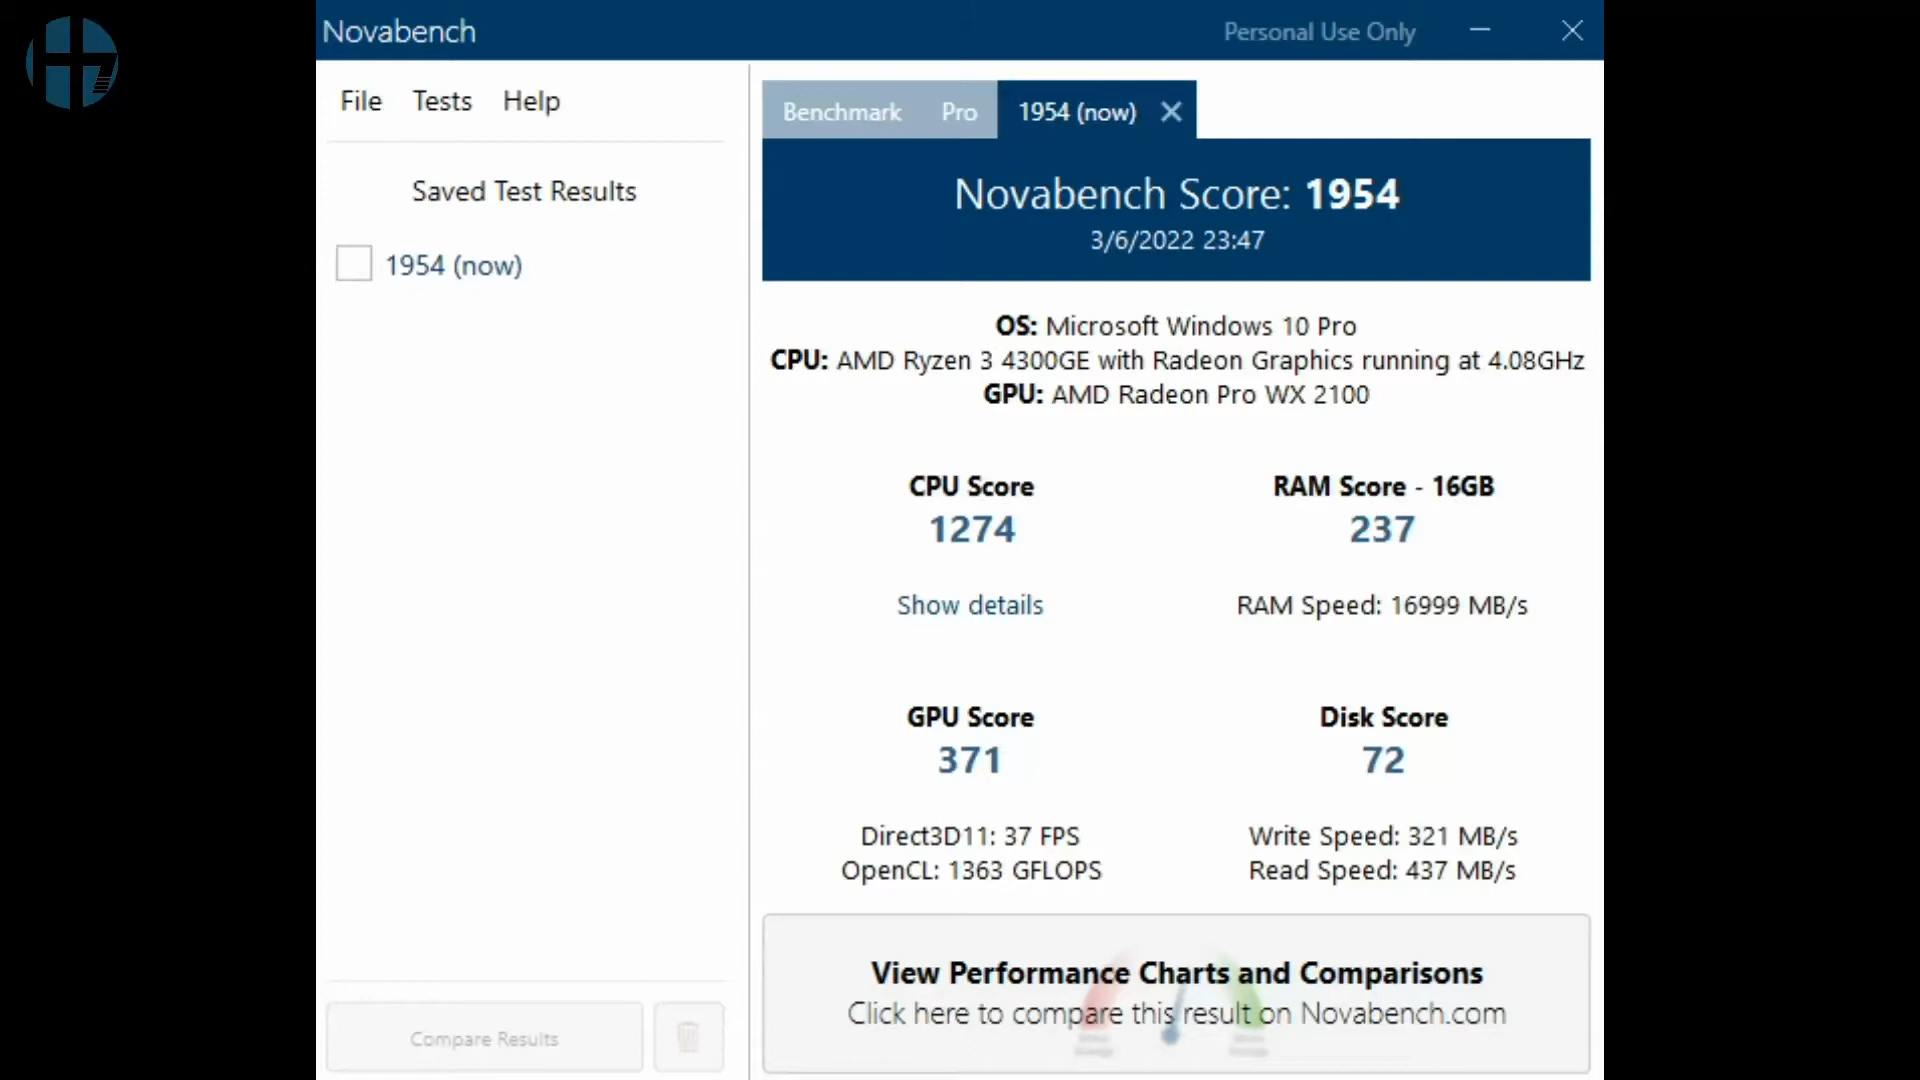 Novabench
Personal Use Only
File Tests Help
Saved Test Results
1954 (now)
Benchmark Pro 1954 (now)
Novabench Score: 1954
3/6/2022 23:47
OS: Microsoft Windows 10 Pro
CPU: AMD Ryzen 3 4300GE with Radeon Graphics running at 4.08GHz
GPU: AMD Radeon Pro WX 2100
CPU Score
1274
Show details
RAM Score - 16GB
237
RAM Speed: 16999 MB/s
GPU Score
371
Direct3D11: 37 FPS
OpenCL: 1363 GFLOPS
Disk Score
72
Write Speed: 321 MB/s
Read Speed: 437 MB/s
View Performance Charts and Comparisons
Click here to compare this result on Novabench.com
Compare Results